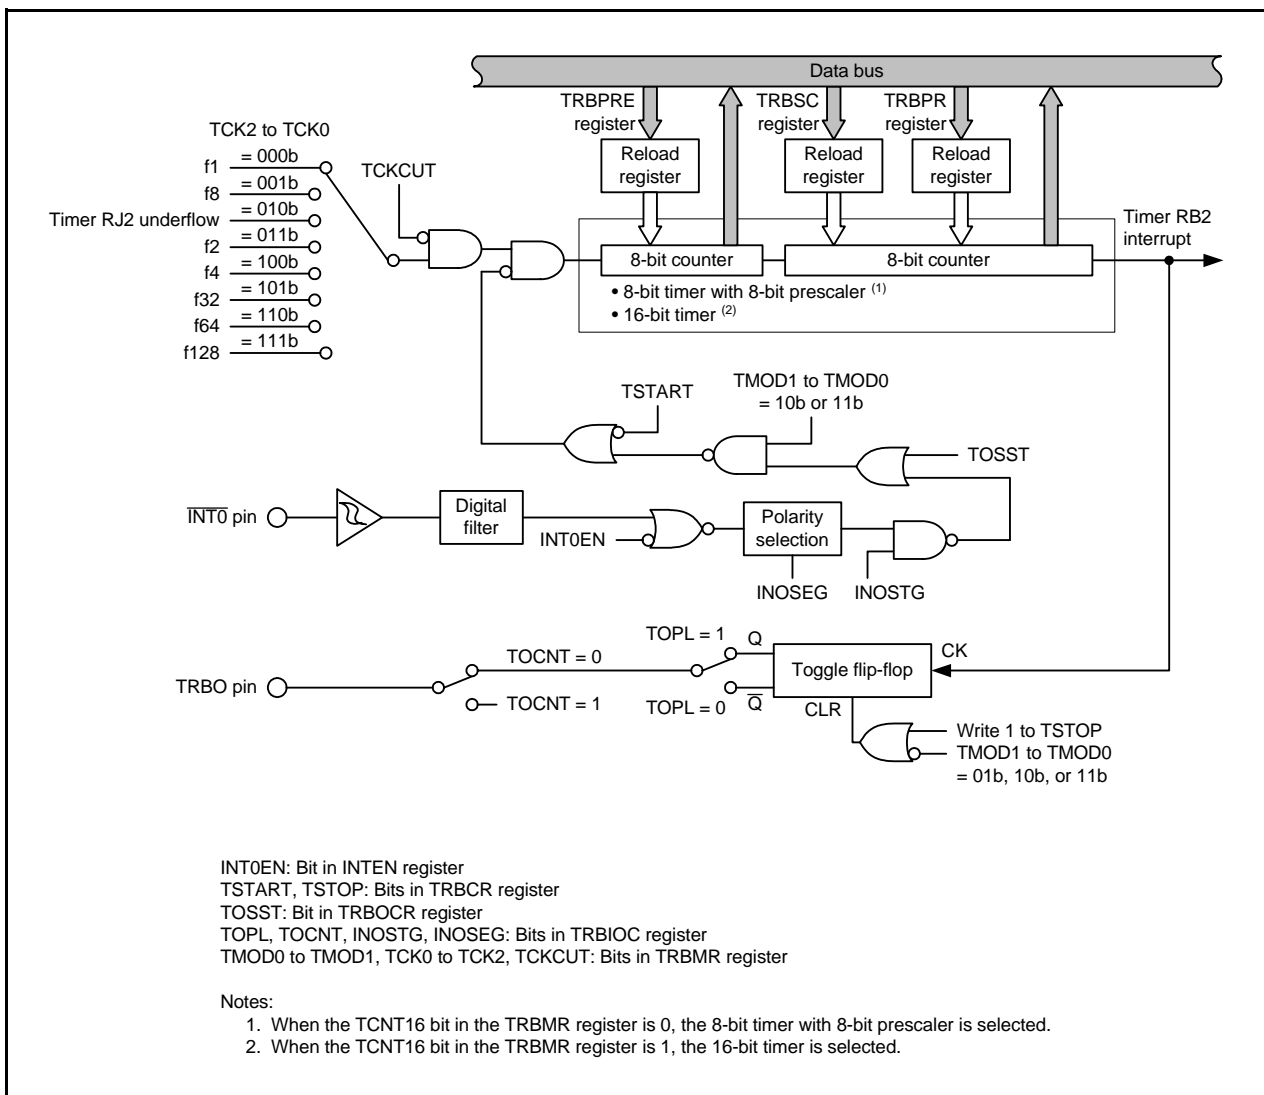 Data bus
TRBPRE register
TRBSC register
TRBPR register
Reload register
Reload register
Reload register
TCK2 to TCK0
f1 = 000b
f8 = 001b
Timer RJ2 underflow = 010b
f2 = 011b
f4 = 100b
f32 = 101b
f64 = 110b
f128 = 111b
TCKCUT
8-bit counter
8-bit counter
Timer RB2
interrupt
• 8-bit timer with 8-bit prescaler (1)
• 16-bit timer (2)
TSTART
TMOD1 to TMOD0
= 10b or 11b
TOSST
INT0 pin
Digital
filter
INT0EN
Polarity
selection
INOSEG
INOSTG
TRBO pin
TOCNT = 0
TOCNT = 1
TOPL = 1
Q
TOPL = 0
Q
Toggle flip-flop
CK
CLR
Write 1 to TSTOP
TMOD1 to TMOD0
= 01b, 10b, or 11b
INT0EN: Bit in INTEN register
TSTART, TSTOP: Bits in TRBCR register
TOSST: Bit in TRBOCR register
TOPL, TOCNT, INOSTG, INOSEG: Bits in TRBIOC register
TMOD0 to TMOD1, TCK0 to TCK2, TCKCUT: Bits in TRBMR register
Notes:
1. When the TCNT16 bit in the TRBMR register is 0, the 8-bit timer with 8-bit prescaler is selected.
2. When the TCNT16 bit in the TRBMR register is 1, the 16-bit timer is selected.